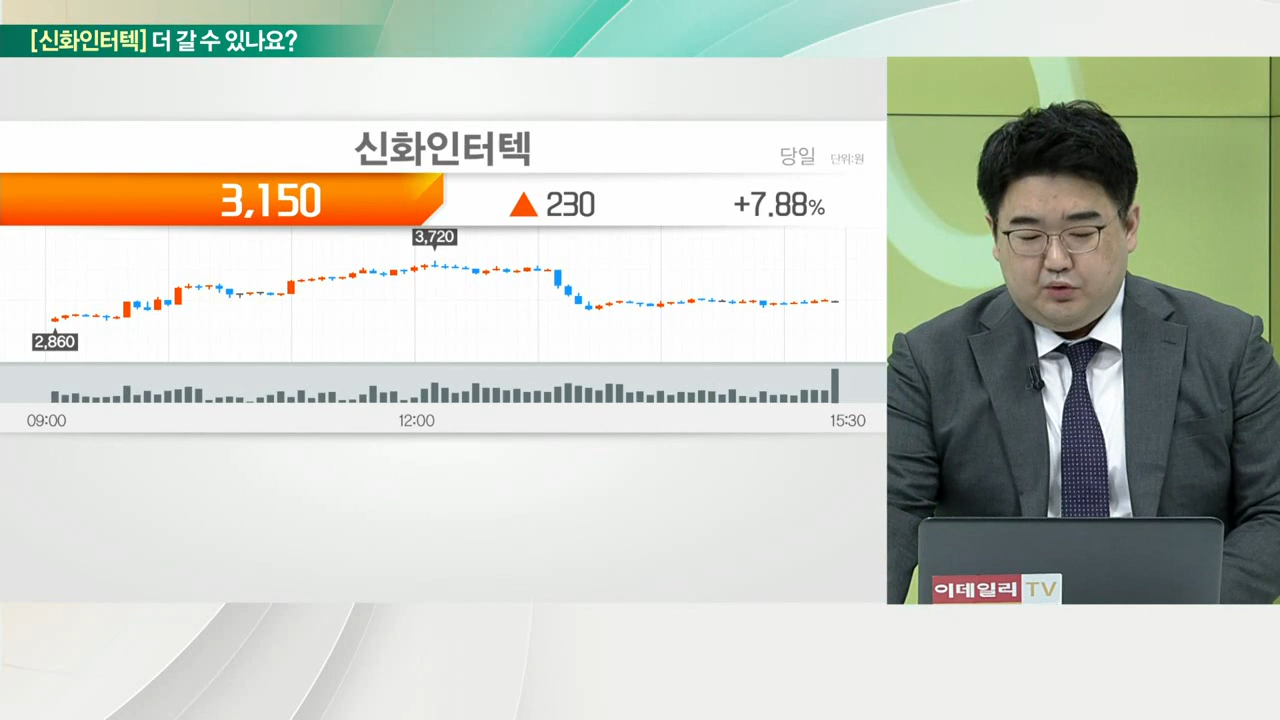 [신화인터텍] 더 갈 수 있나요?
신화인터텍
당일 단위:원
3,150 ▲ 230 +7.88%
3,720
2,860
09:00 12:00 15:30
이데일리 TV